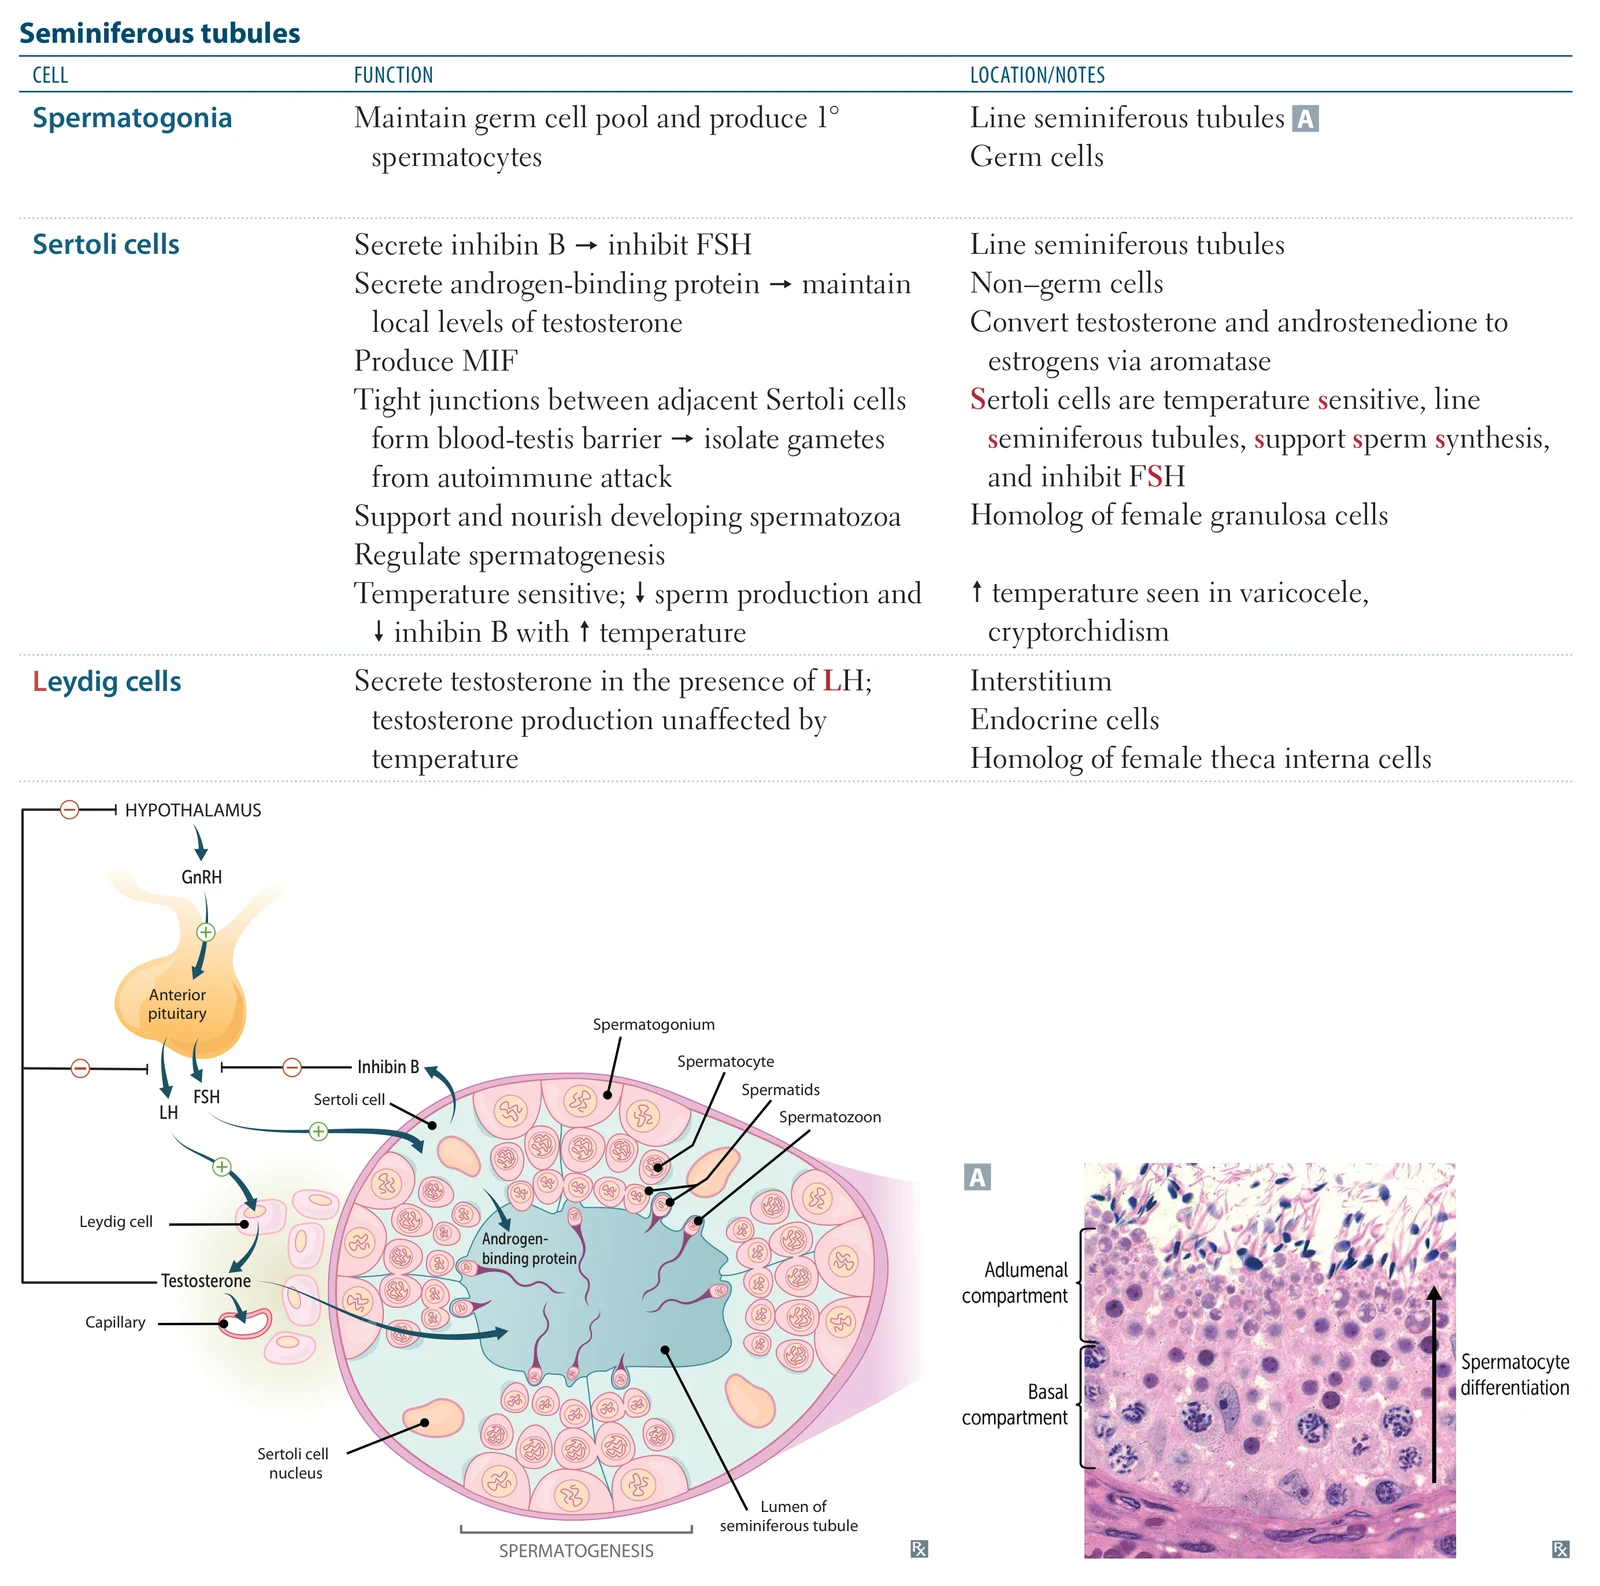 Seminiferous tubules
CELL
FUNCTION
LOCATION/NOTES
Spermatogonia
Maintain germ cell pool and produce 1°
spermatocytes
Line seminiferous tubules A
Germ cells
Sertoli cells
Secrete inhibin B → inhibit FSH
Secrete androgen-binding protein → maintain
local levels of testosterone
Produce MIF
Tight junctions between adjacent Sertoli cells
form blood-testis barrier → isolate gametes
from autoimmune attack
Support and nourish developing spermatozoa
Regulate spermatogenesis
Temperature sensitive; ↓ sperm production and
↓ inhibin B with ↑ temperature
Line seminiferous tubules
Non–germ cells
Convert testosterone and androstenedione to
estrogens via aromatase
Sertoli cells are temperature sensitive, line
seminiferous tubules, support sperm synthesis,
and inhibit FSH
Homolog of female granulosa cells
↑ temperature seen in varicocele,
cryptorchidism
Leydig cells
Secrete testosterone in the presence of LH;
testosterone production unaffected by
temperature
Interstitium
Endocrine cells
Homolog of female theca interna cells
HYPOTHALAMUS
GnRH
Anterior
pituitary
Inhibin B
FSH
LH
Sertoli cell
Spermatogonium
Spermatocyte
Spermatids
Spermatozoon
Leydig cell
Androgen-
binding protein
Testosterone
Capillary
Sertoli cell
nucleus
Lumen of
seminiferous tubule
SPERMATOGENESIS
Rx
A
Adlumenal
compartment
Basal
compartment
Spermatocyte
differentiation
Rx